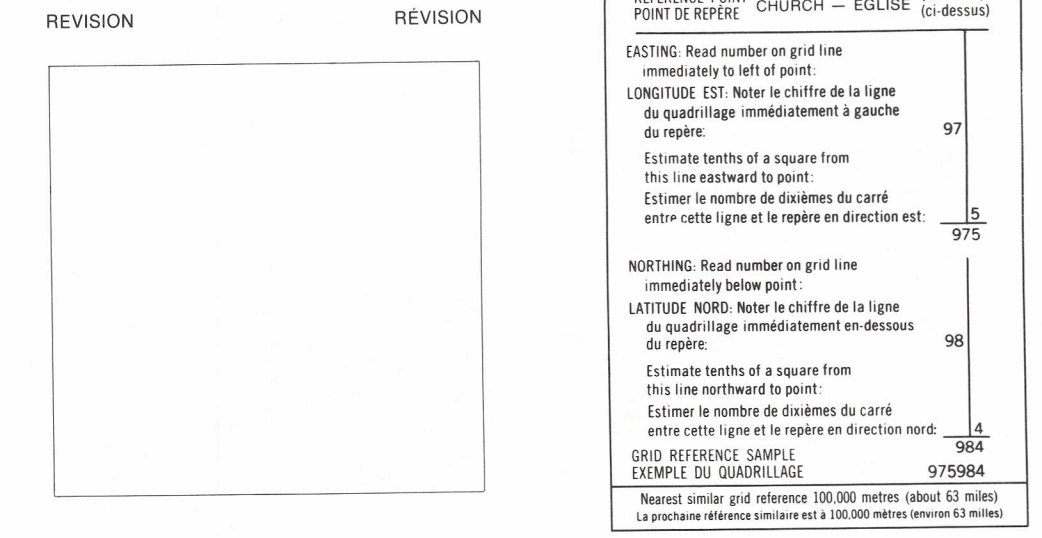 REVISION RÉVISION
POINT DE REPÈRE CHURCH — EGLISE (ci-dessus)
EASTING: Read number on grid line
immediately to left of point:
LONGITUDE EST: Noter le chiffre de la ligne
du quadrillage immédiatement à gauche
du repère: 97
Estimate tenths of a square from
this line eastward to point:
Estimer le nombre de dixièmes du carré
entre cette ligne et le repère en direction est: 5
975
NORTHING: Read number on grid line
immediately below point:
LATITUDE NORD: Noter le chiffre de la ligne
du quadrillage immédiatement en-dessous
du repère: 98
Estimate tenths of a square from
this line northward to point:
Estimer le nombre de dixièmes du carré
entre cette ligne et le repère en direction nord: 4
984
GRID REFERENCE SAMPLE
EXEMPLE DU QUADRILLAGE 975984
Nearest similar grid reference 100,000 metres (about 63 miles)
La prochaine référence similaire est à 100,000 mètres (environ 63 milles)